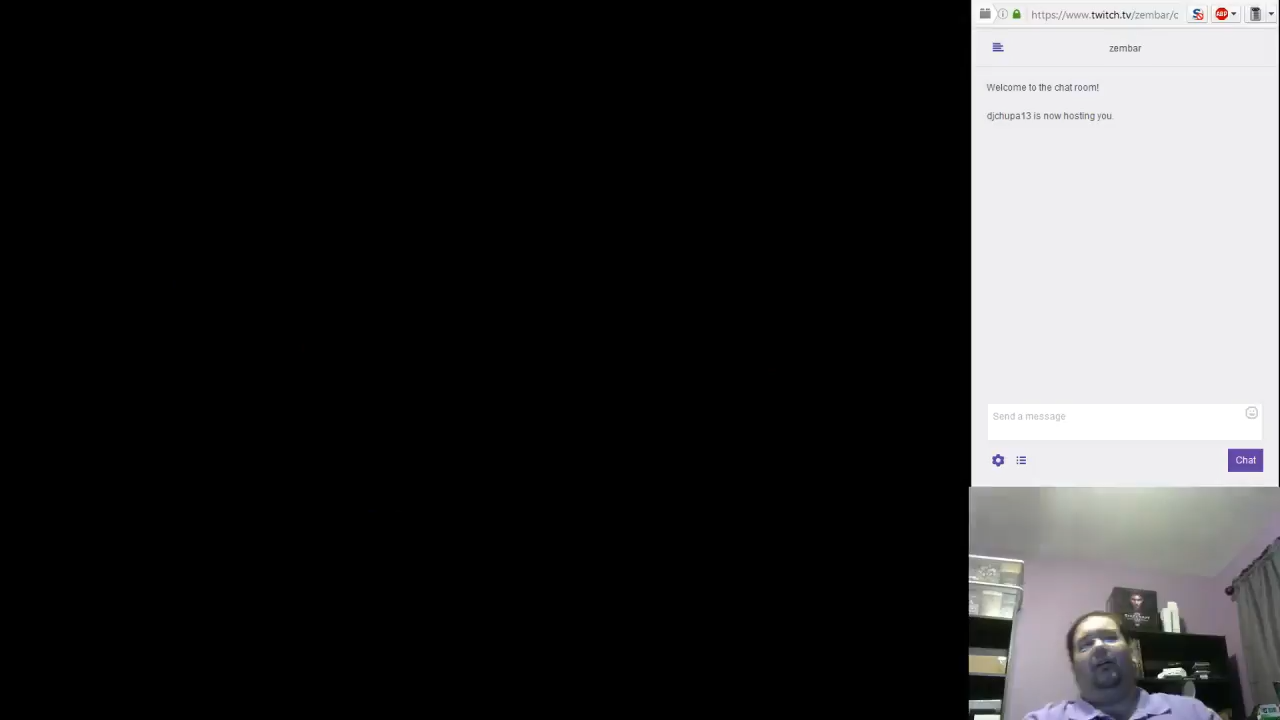 https://www.twitch.tv/zembar/c
ABP
zembar
Welcome to the chat room!
djchupa13 is now hosting you.
Send a message
Chat